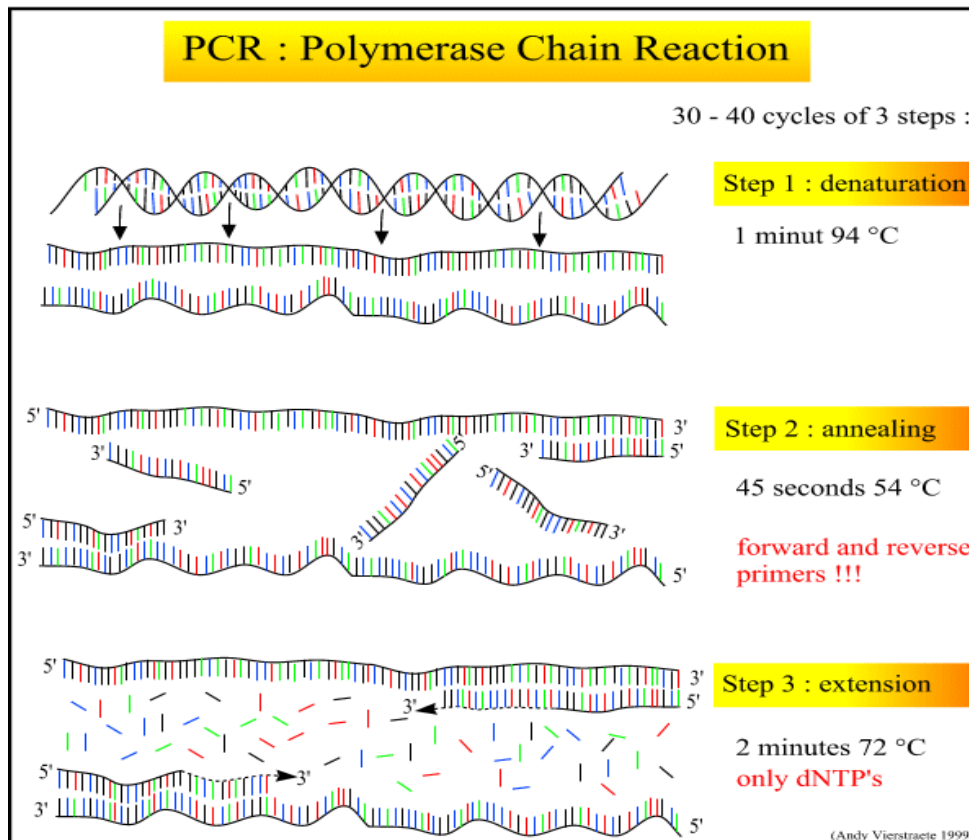 PCR : Polymerase Chain Reaction
30 - 40 cycles of 3 steps :
Step 1 : denaturation
1 minut 94 °C
5'
3'
Step 2 : annealing
3'
5'
3'
5'
5'
45 seconds 54 °C
5'
3'
3'
3'
3'
5'
forward and reverse
primers !!!
5'
3'
Step 3 : extension
3'
5'
2 minutes 72 °C
5'
3'
only dNTP's
3'
5'
(Andy Vierstraete 1999